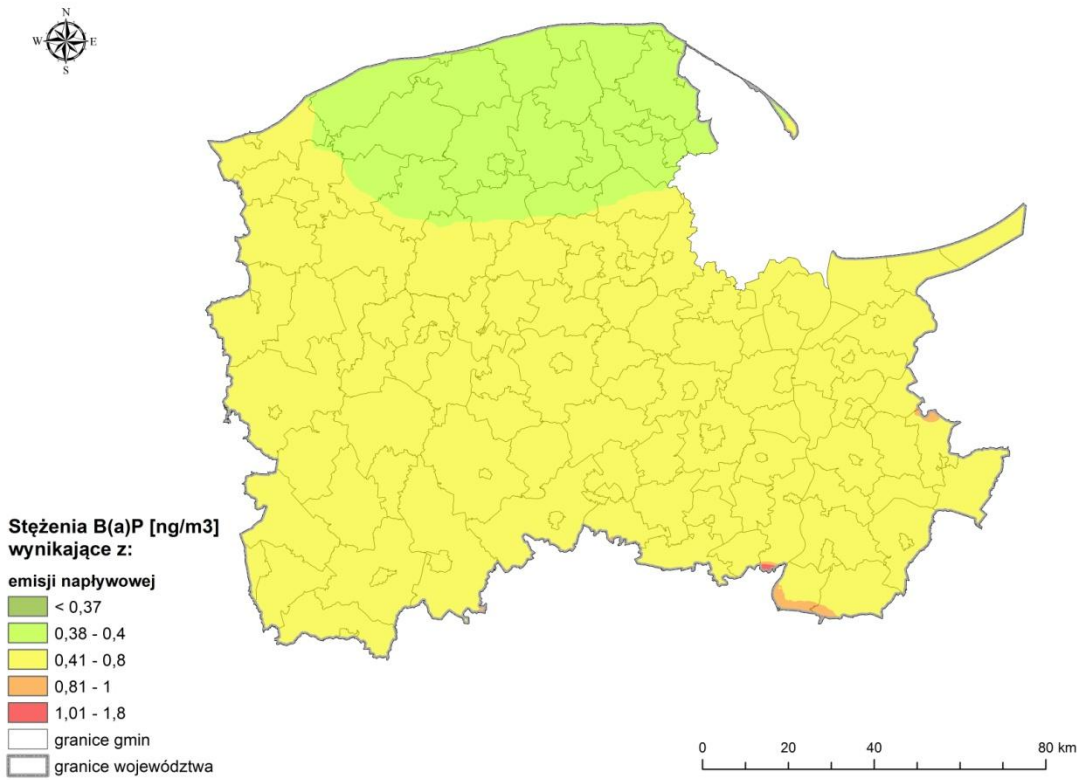 N
W E
S
Stężenia B(a)P [ng/m3]
wynikające z:
emisji napływowej
< 0,37
0,38 - 0,4
0,41 - 0,8
0,81 - 1
1,01 - 1,8
granice gmin
granice województwa
0 20 40 80 km